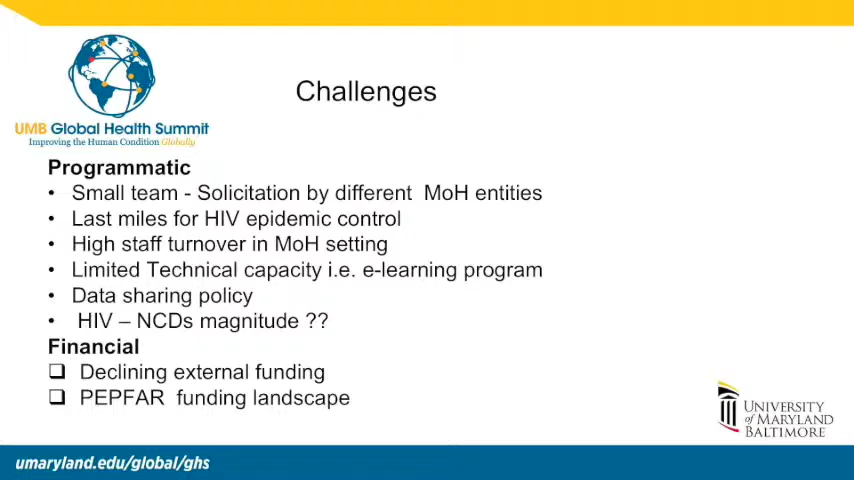 UMB Global Health Summit
Improving the Human Condition Globally
Challenges
Programmatic
• Small team - Solicitation by different MoH entities
• Last miles for HIV epidemic control
• High staff turnover in MoH setting
• Limited Technical capacity i.e. e-learning program
• Data sharing policy
• HIV – NCDs magnitude ??
Financial
❑ Declining external funding
❑ PEPFAR funding landscape
UNIVERSITY
of MARYLAND
BALTIMORE
umaryland.edu/global/ghs